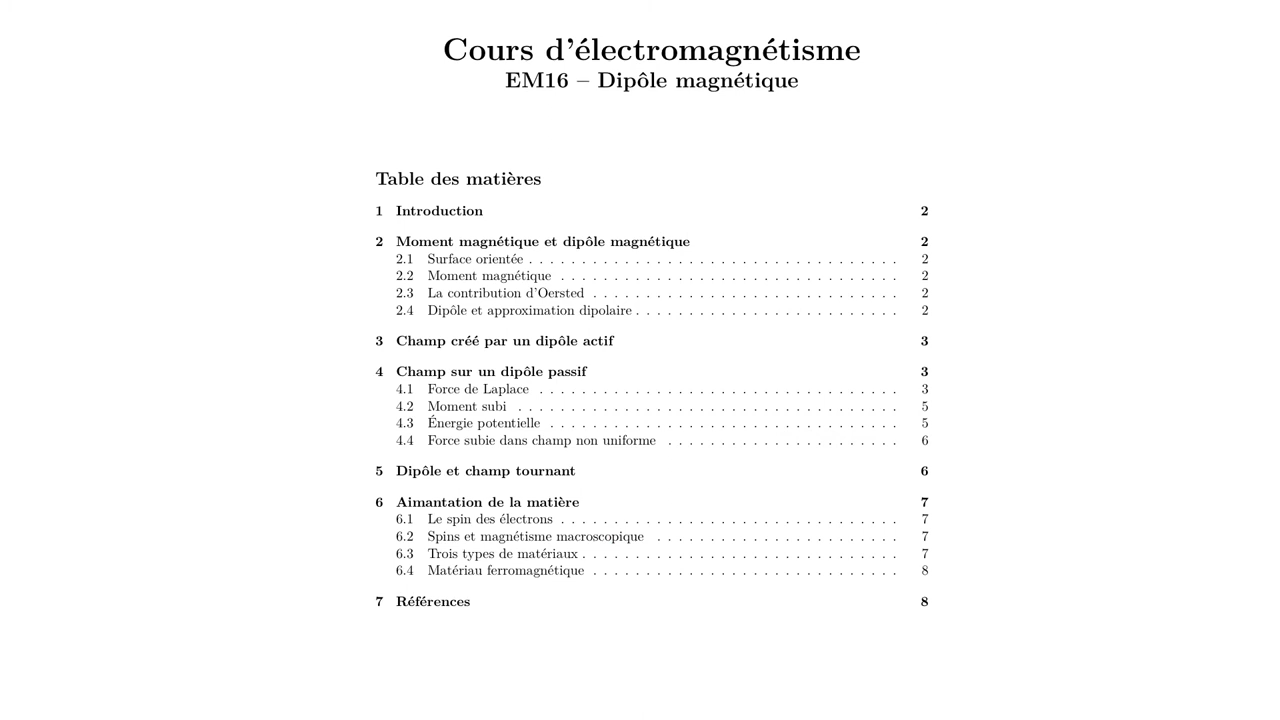 Cours d'électromagnétisme
EM16 – Dipôle magnétique
Table des matières
1 Introduction 2
2 Moment magnétique et dipôle magnétique 2
2.1 Surface orientée . . . . . . . . . . . . . . . . . . . . . . . . . . . . . . . . . . . 2
2.2 Moment magnétique . . . . . . . . . . . . . . . . . . . . . . . . . . . . . . . . 2
2.3 La contribution d'Oersted . . . . . . . . . . . . . . . . . . . . . . . . . . . . . 2
2.4 Dipôle et approximation dipolaire . . . . . . . . . . . . . . . . . . . . . . . . . 2
3 Champ créé par un dipôle actif 3
4 Champ sur un dipôle passif 3
4.1 Force de Laplace . . . . . . . . . . . . . . . . . . . . . . . . . . . . . . . . . . 3
4.2 Moment subi . . . . . . . . . . . . . . . . . . . . . . . . . . . . . . . . . . . . 5
4.3 Énergie potentielle . . . . . . . . . . . . . . . . . . . . . . . . . . . . . . . . . 5
4.4 Force subie dans champ non uniforme . . . . . . . . . . . . . . . . . . . . . . 6
5 Dipôle et champ tournant 6
6 Aimantation de la matière 7
6.1 Le spin des électrons . . . . . . . . . . . . . . . . . . . . . . . . . . . . . . . . 7
6.2 Spins et magnétisme macroscopique . . . . . . . . . . . . . . . . . . . . . . . 7
6.3 Trois types de matériaux . . . . . . . . . . . . . . . . . . . . . . . . . . . . . . 7
6.4 Matériau ferromagnétique . . . . . . . . . . . . . . . . . . . . . . . . . . . . . 8
7 Références 8